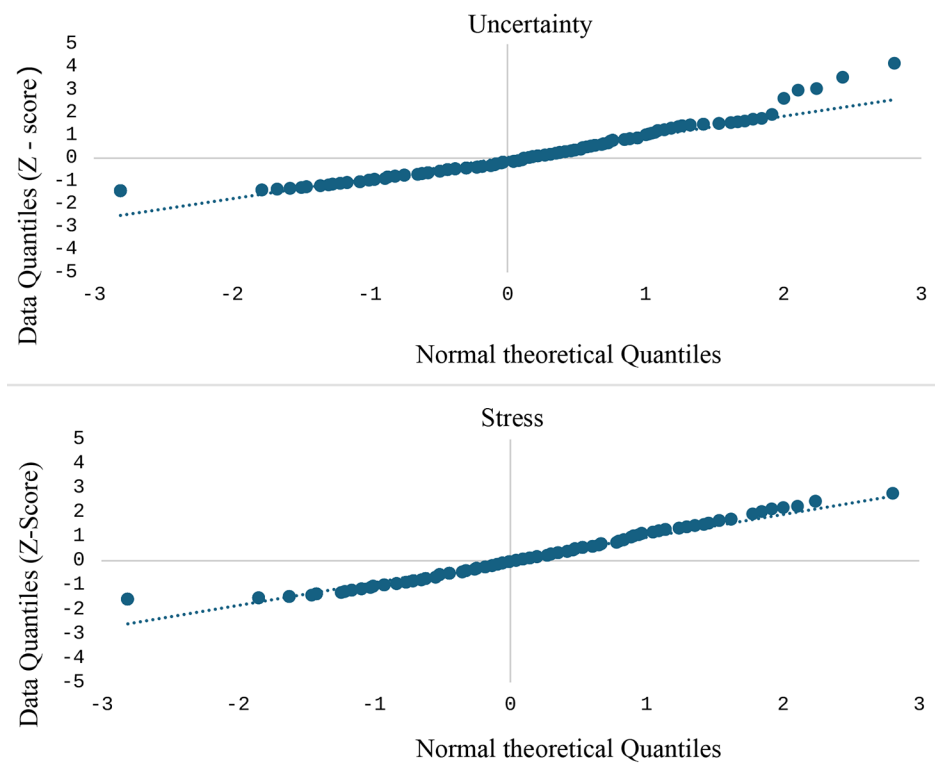 Uncertainty
Data Quantiles (Z - score)
5
4
3
2
1
0
-1
-2
-3
-4
-5
-3 -2 -1 0 1 2 3
Normal theoretical Quantiles
Stress
Data Quantiles (Z-Score)
5
4
3
2
1
0
-1
-2
-3
-4
-5
-3 -2 -1 0 1 2 3
Normal theoretical Quantiles